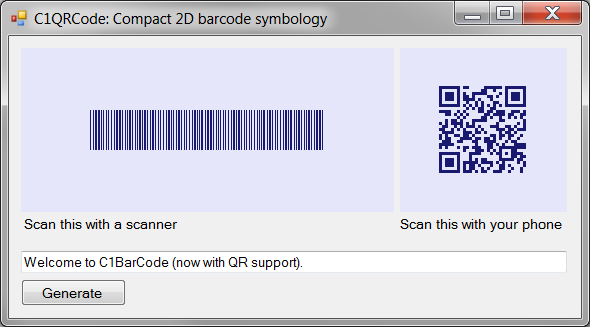 C1QRCode: Compact 2D barcode symbology
Scan this with a scanner
Scan this with your phone
Welcome to C1BarCode (now with QR support).
Generate